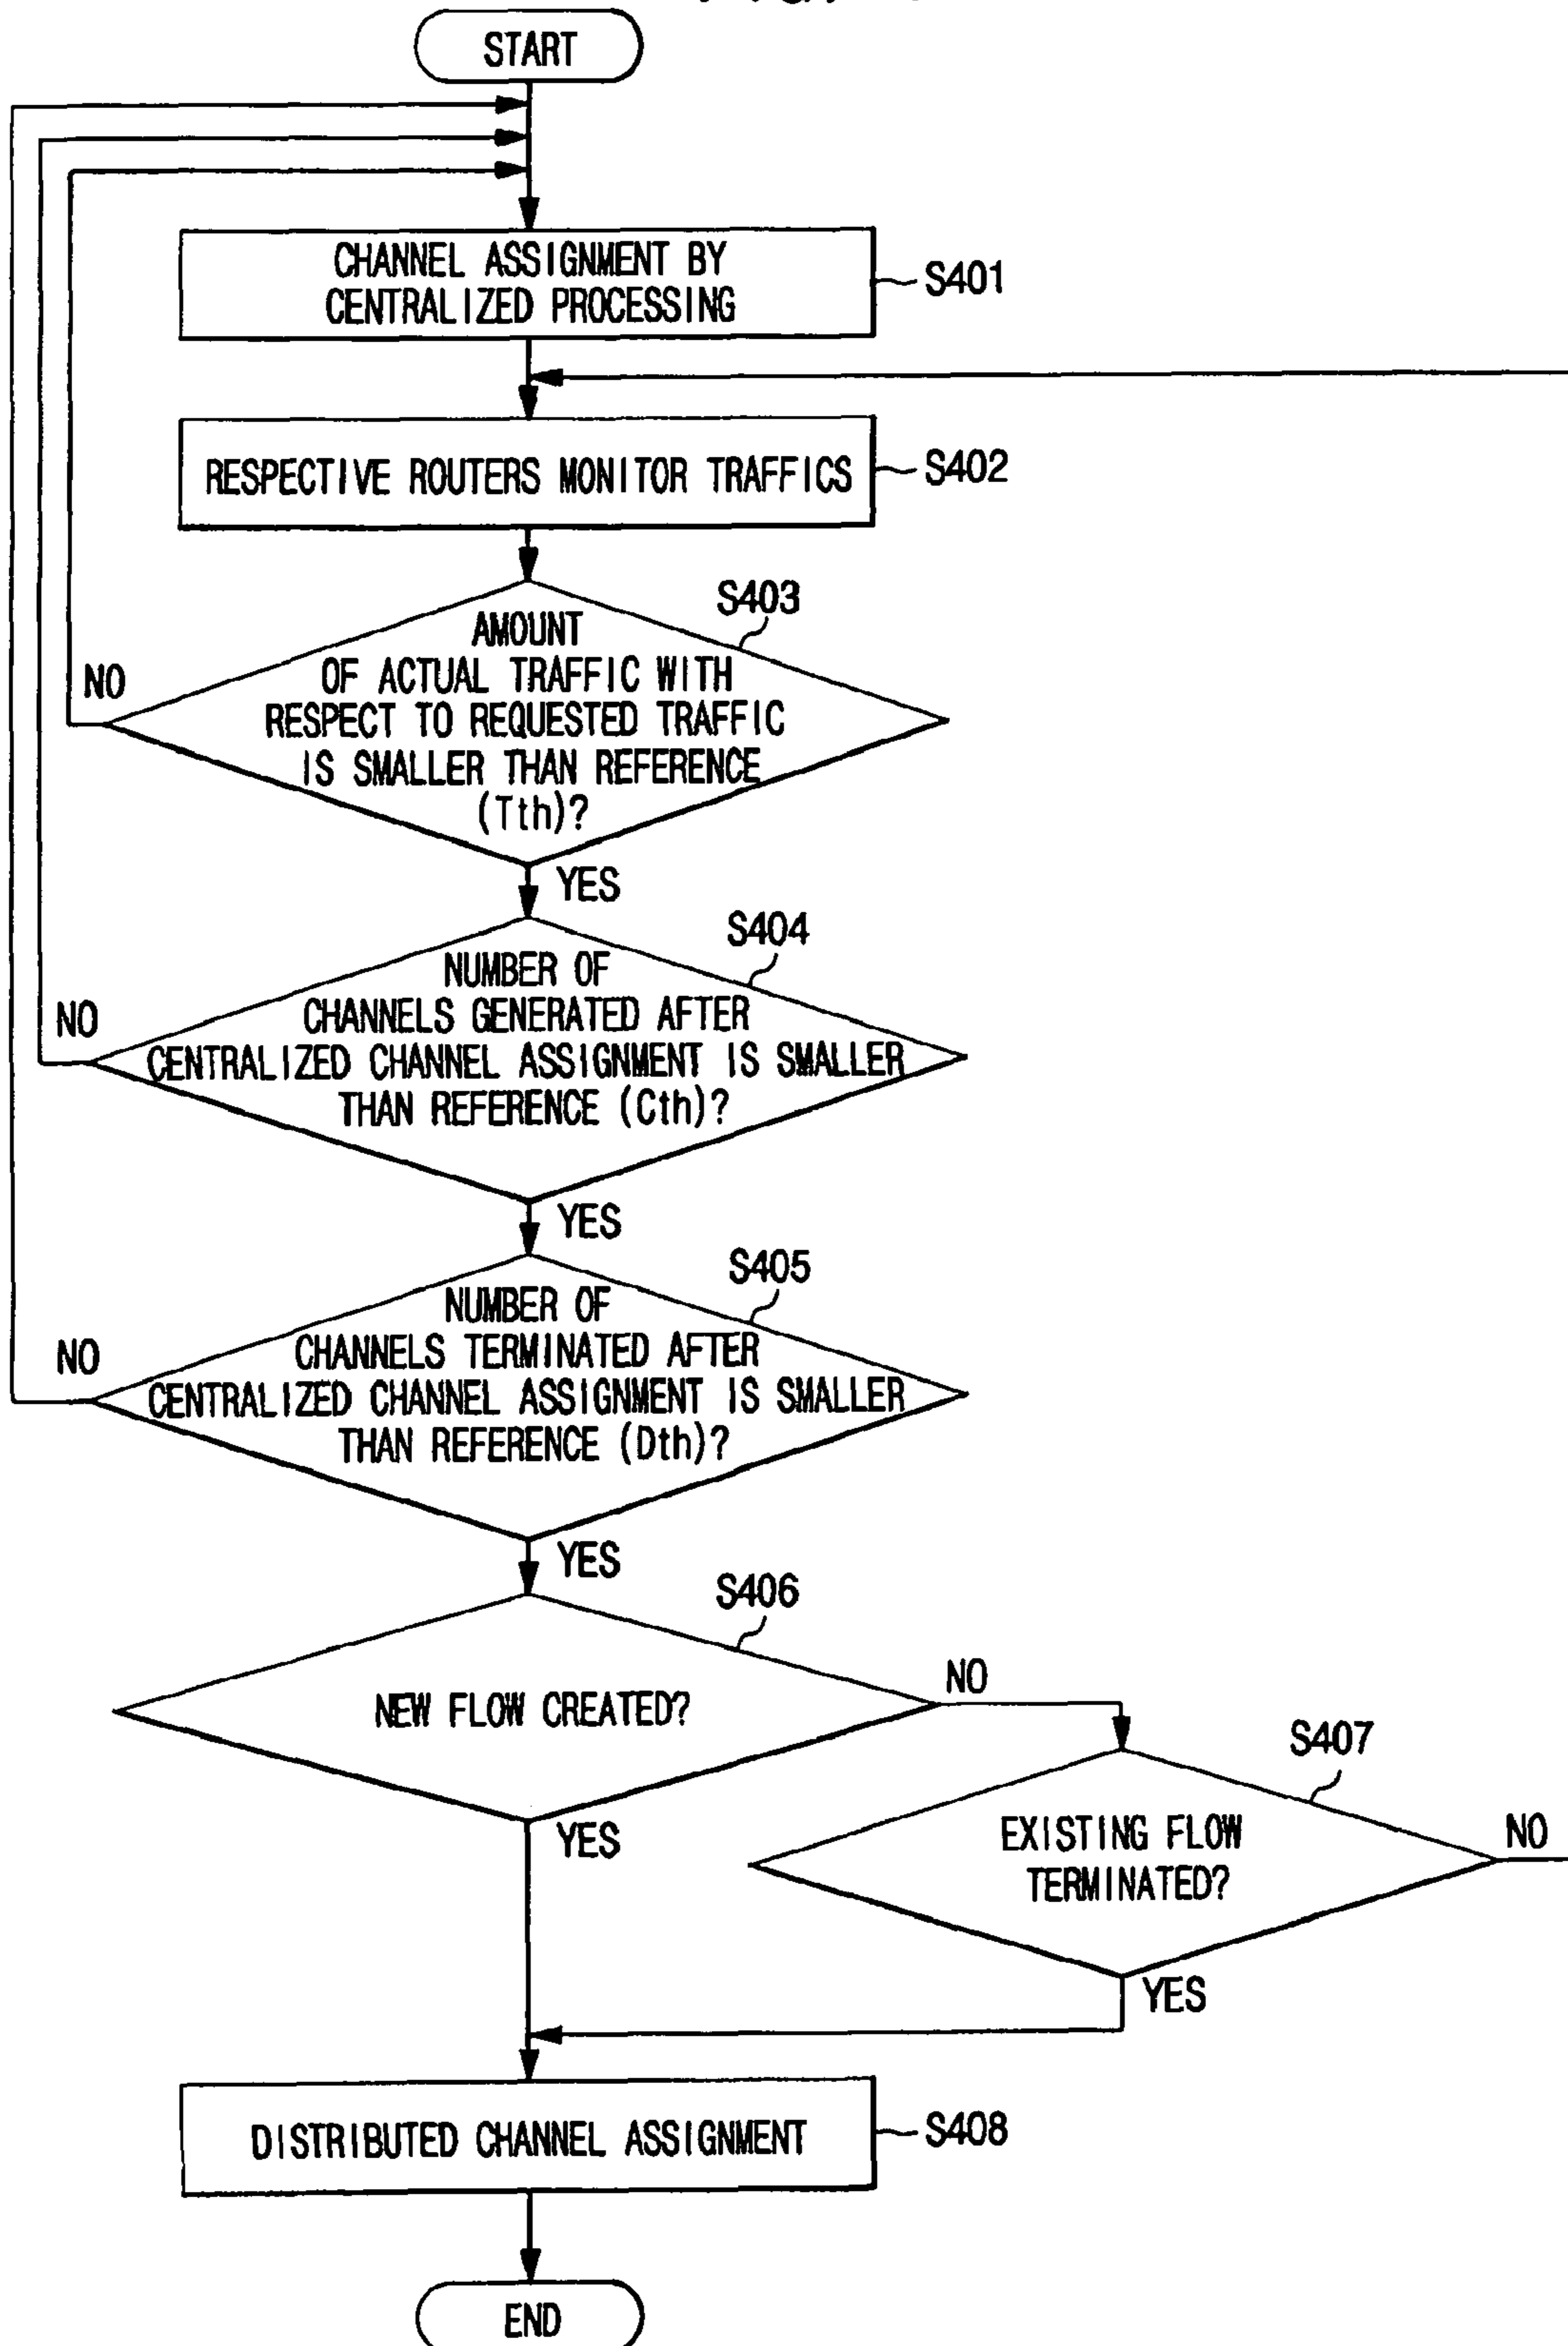 START
CHANNEL ASSIGNMENT BY
CENTRALIZED PROCESSING
S401
RESPECTIVE ROUTERS MONITOR TRAFFICS
S402
S403
AMOUNT
OF ACTUAL TRAFFIC WITH
RESPECT TO REQUESTED TRAFFIC
IS SMALLER THAN REFERENCE
(Tth)?
NO
YES
S404
NUMBER OF
CHANNELS GENERATED AFTER
CENTRALIZED CHANNEL ASSIGNMENT IS SMALLER
THAN REFERENCE (Cth)?
NO
YES
S405
NUMBER OF
CHANNELS TERMINATED AFTER
CENTRALIZED CHANNEL ASSIGNMENT IS SMALLER
THAN REFERENCE (Dth)?
NO
YES
S406
NEW FLOW CREATED?
NO
YES
S407
EXISTING FLOW
TERMINATED?
NO
YES
DISTRIBUTED CHANNEL ASSIGNMENT
S408
END